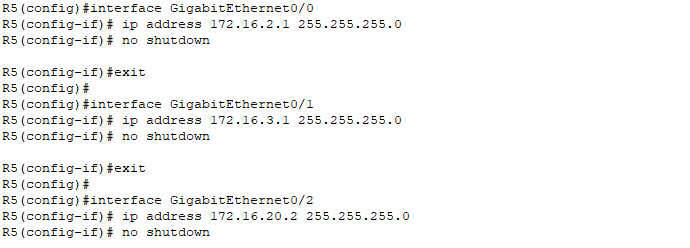 R5(config)#interface GigabitEthernet0/0
R5(config-if)# ip address 172.16.2.1 255.255.255.0
R5(config-if)# no shutdown
R5(config-if)#exit
R5(config)#
R5(config)#interface GigabitEthernet0/1
R5(config-if)# ip address 172.16.3.1 255.255.255.0
R5(config-if)# no shutdown
R5(config-if)#exit
R5(config)#
R5(config)#interface GigabitEthernet0/2
R5(config-if)# ip address 172.16.20.2 255.255.255.0
R5(config-if)# no shutdown